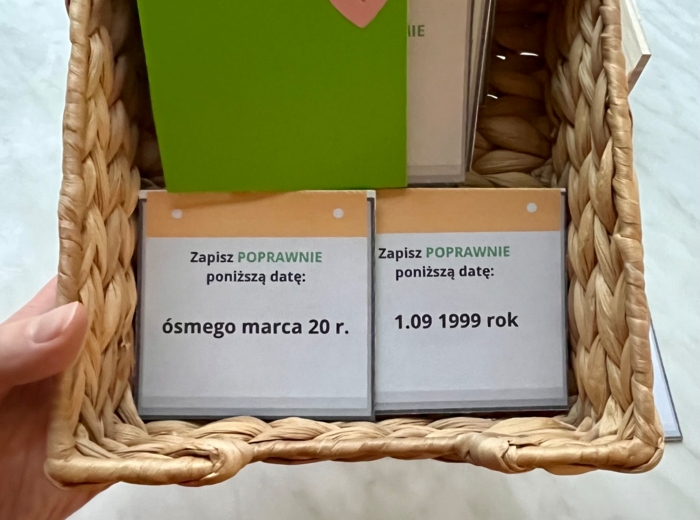 Zapisz POPRAWNIE
poniższą datę:
ósmego marca 20 r.
Zapisz POPRAWNIE
poniższą datę:
1.09 1999 rok